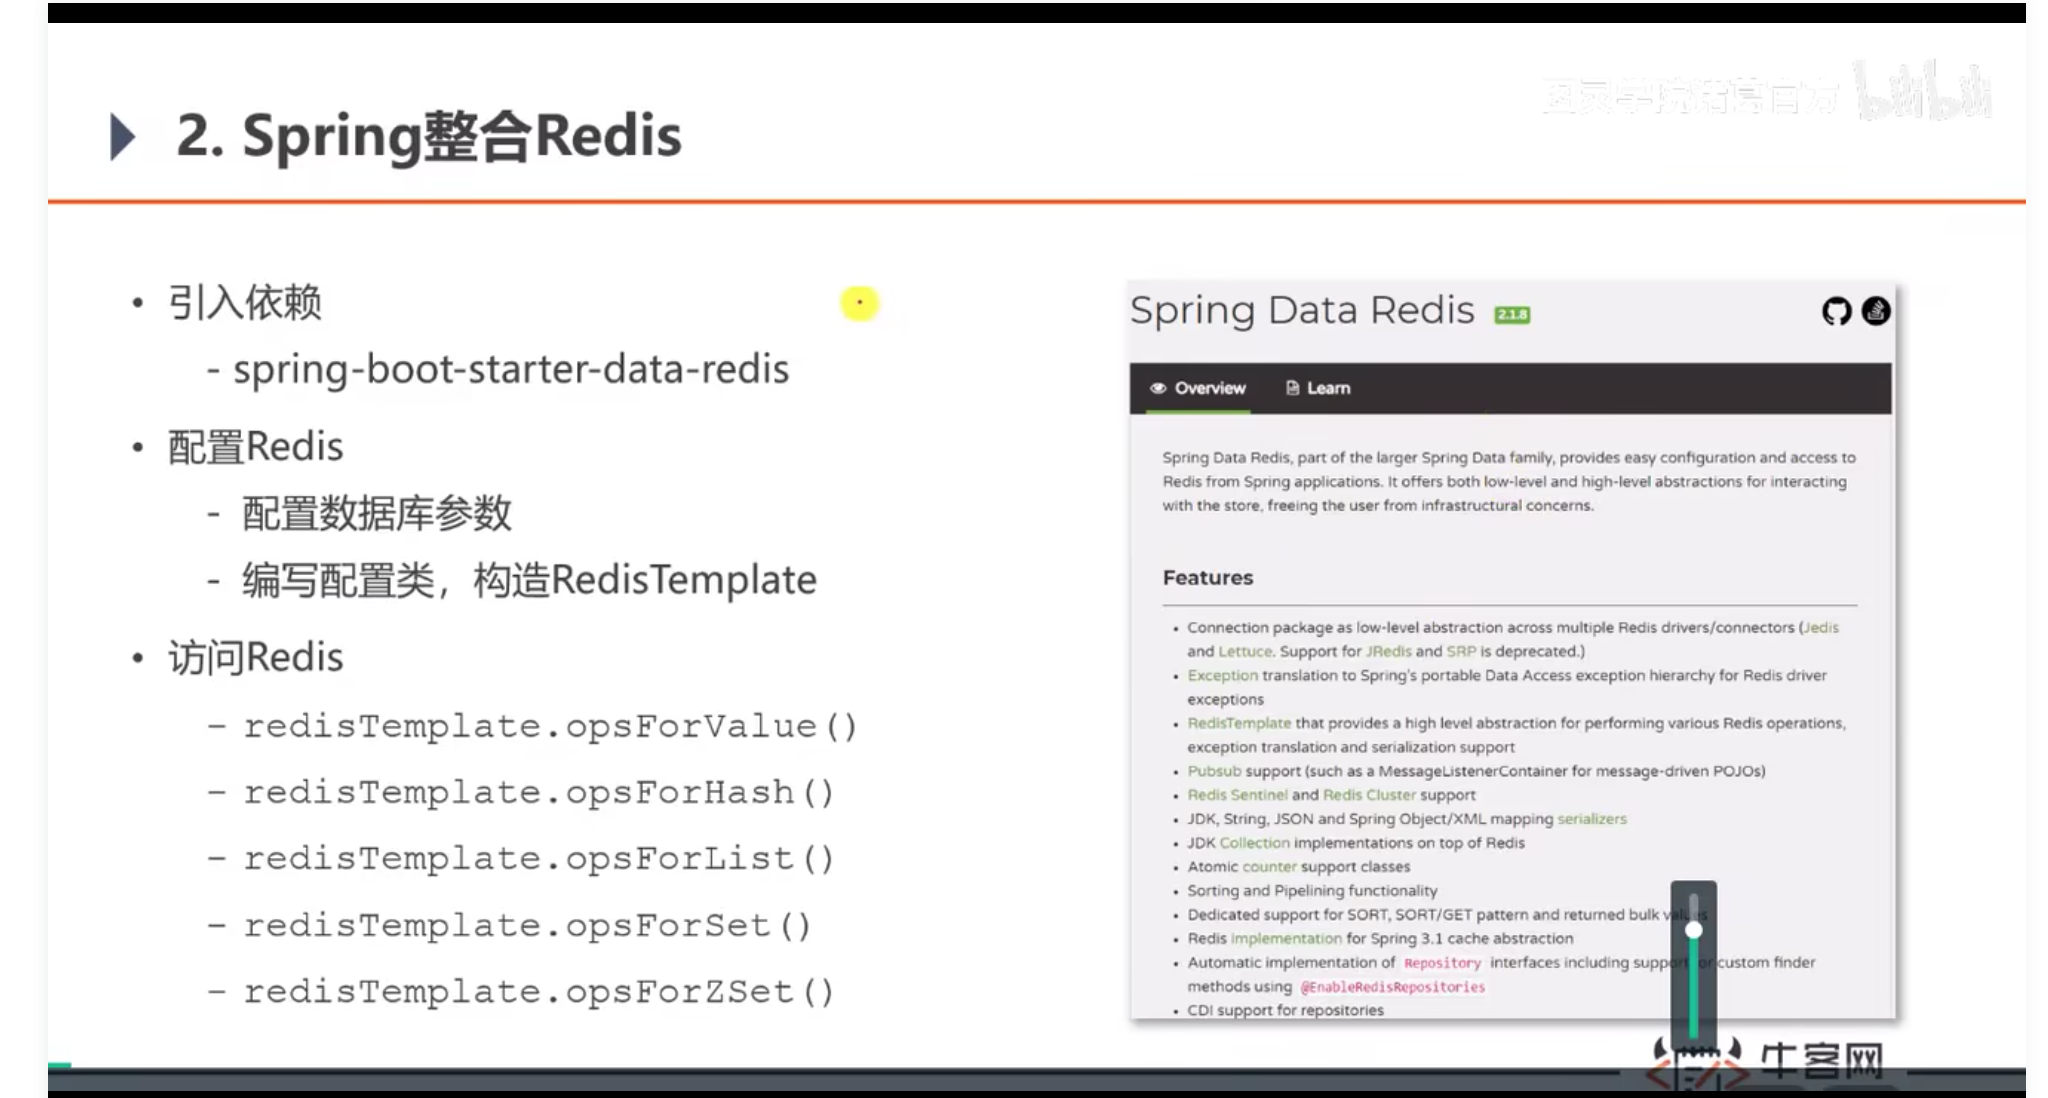 2. Spring整合Redis
bilibili
• 引入依赖
- spring-boot-starter-data-redis
• 配置Redis
- 配置数据库参数
- 编写配置类，构造RedisTemplate
• 访问Redis
– redisTemplate.opsForValue()
– redisTemplate.opsForHash()
– redisTemplate.opsForList()
– redisTemplate.opsForSet()
– redisTemplate.opsForZSet()
Spring Data Redis 2.1.8
Overview Learn
Spring Data Redis, part of the larger Spring Data family, provides easy configuration and access to
Redis from Spring applications. It offers both low-level and high-level abstractions for interacting
with the store, freeing the user from infrastructural concerns.
Features
• Connection package as low-level abstraction across multiple Redis drivers/connectors (Jedis
and Lettuce. Support for JRedis and SRP is deprecated.)
• Exception translation to Spring's portable Data Access exception hierarchy for Redis driver
exceptions
• RedisTemplate that provides a high level abstraction for performing various Redis operations,
exception translation and serialization support
• Pubsub support (such as a MessageListenerContainer for message-driven POJOs)
• Redis Sentinel and Redis Cluster support
• JDK, String, JSON and Spring Object/XML mapping serializers
• JDK Collection implementations on top of Redis
• Atomic counter support classes
• Sorting and Pipelining functionality
• Dedicated support for SORT, SORT/GET pattern and returned bulk values
• Redis implementation for Spring 3.1 cache abstraction
• Automatic implementation of Repository interfaces including support for custom finder
methods using @EnableRedisRepositories
• CDI support for repositories
牛客网